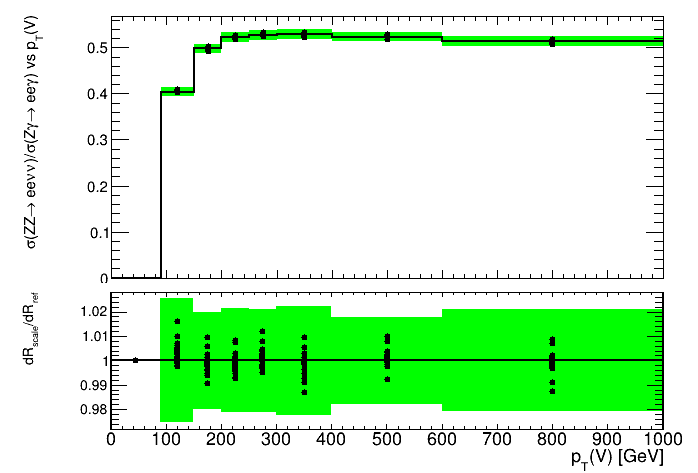 σ(ZZ→ eeνν)/σ(Zγ→ eeγ) vs p_T(V)
0.5
0.4
0.3
0.2
0.1
0
dR_scale/dR_ref
1.02
1.01
1
0.99
0.98
0 100 200 300 400 500 600 700 800 900 1000
p_T(V) [GeV]